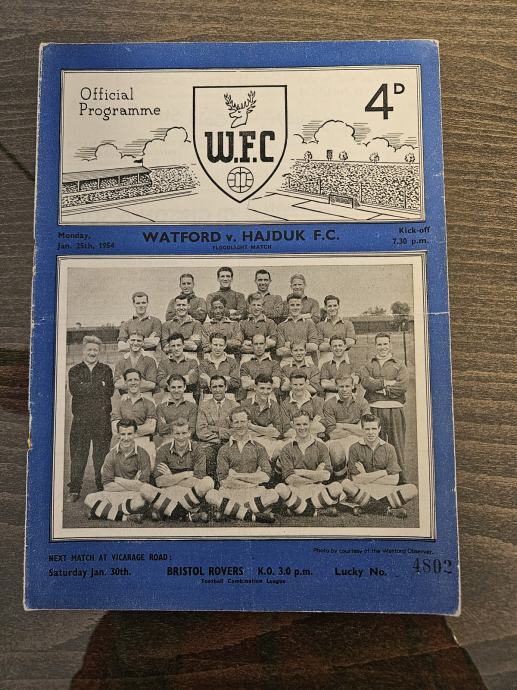 Official
Programme
4D
W.F.C
Monday,
Jan. 25th, 1954
WATFORD v. HAJDUK F.C.
FLOODLIGHT MATCH
Kick-off
7.30 p.m.
Photo by courtesy of the Watford Observer.
NEXT MATCH AT VICARAGE ROAD:
Saturday Jan. 30th. BRISTOL ROVERS K.O. 3.0 p.m. Lucky No. 4802
Football Combination League